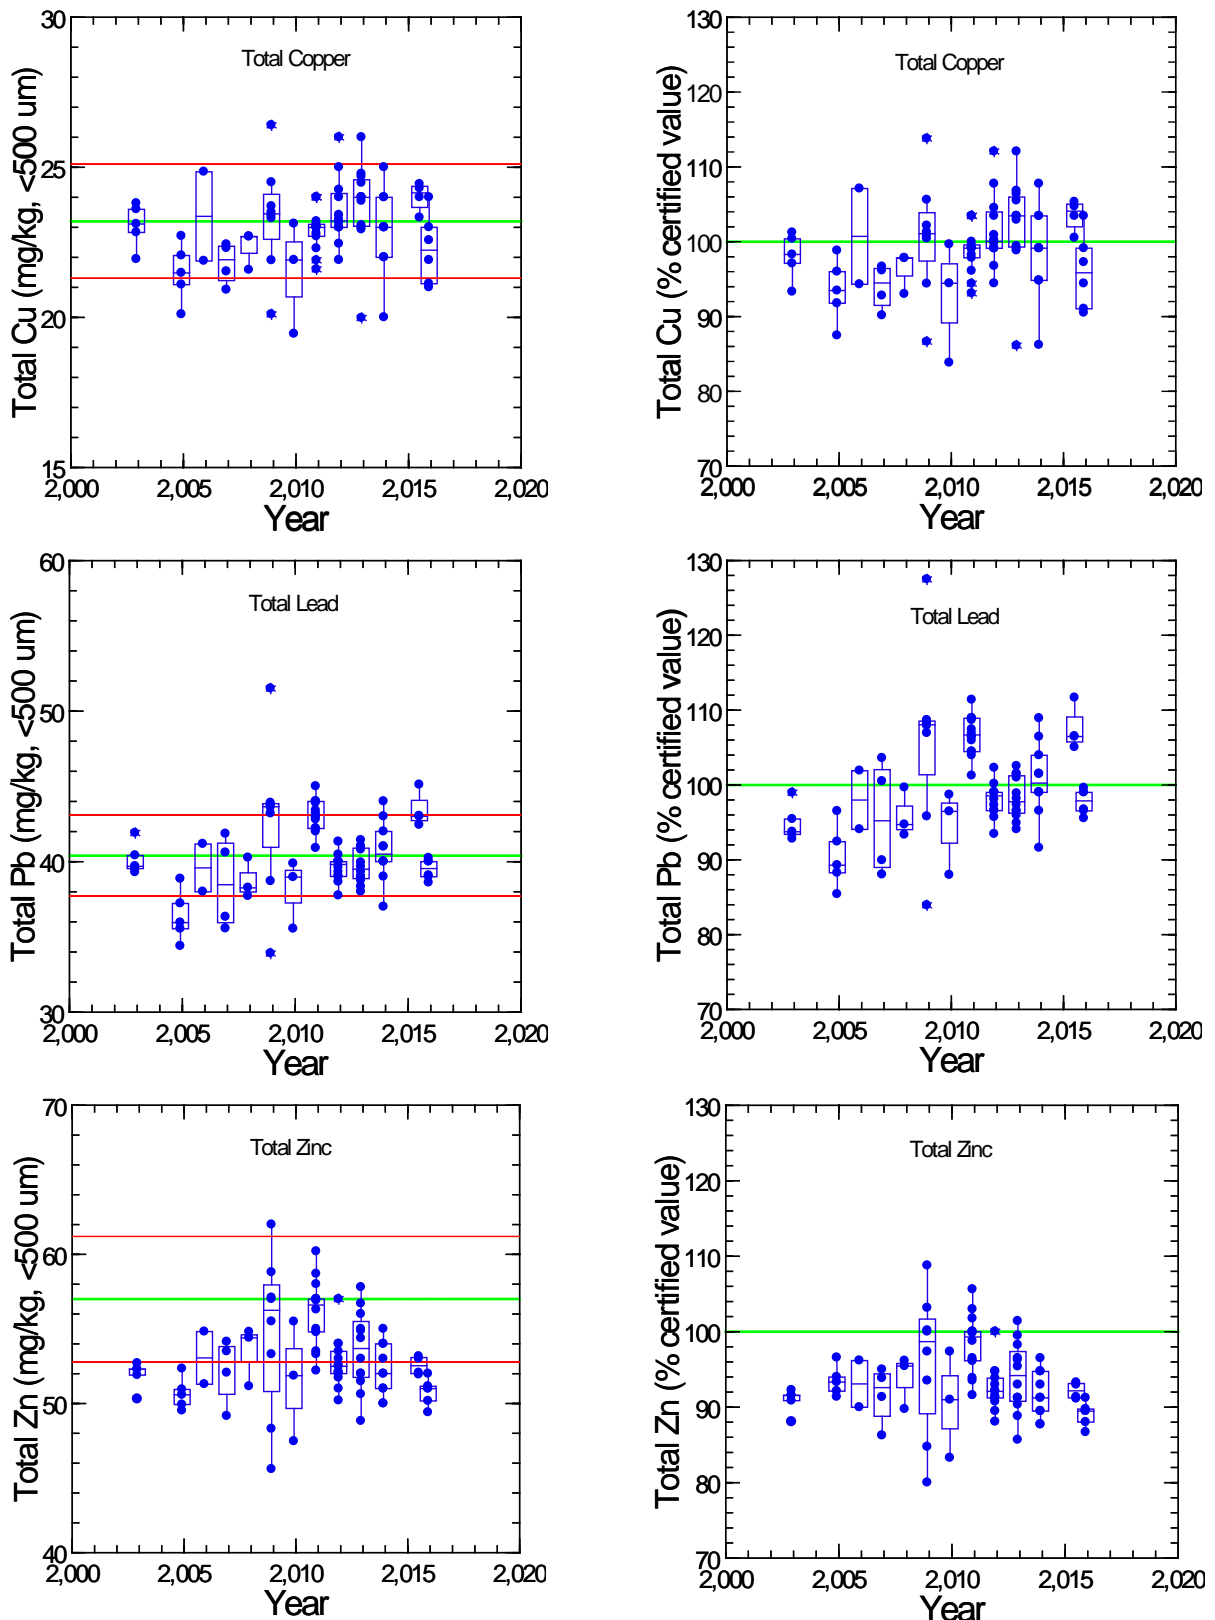 30
25
20
15
Total Cu (mg/kg, <500 um)
Total Copper
2,000 2,005 2,010 2,015 2,020
Year
130
120
110
100
90
80
70
Total Cu (% certified value)
Total Copper
2,000 2,005 2,010 2,015 2,020
Year
60
50
40
30
Total Pb (mg/kg, <500 um)
Total Lead
2,000 2,005 2,010 2,015 2,020
Year
130
120
110
100
90
80
70
Total Pb (% certified value)
Total Lead
2,000 2,005 2,010 2,015 2,020
Year
70
60
50
40
Total Zn (mg/kg, <500 um)
Total Zinc
2,000 2,005 2,010 2,015 2,020
Year
130
120
110
100
90
80
70
Total Zn (% certified value)
Total Zinc
2,000 2,005 2,010 2,015 2,020
Year